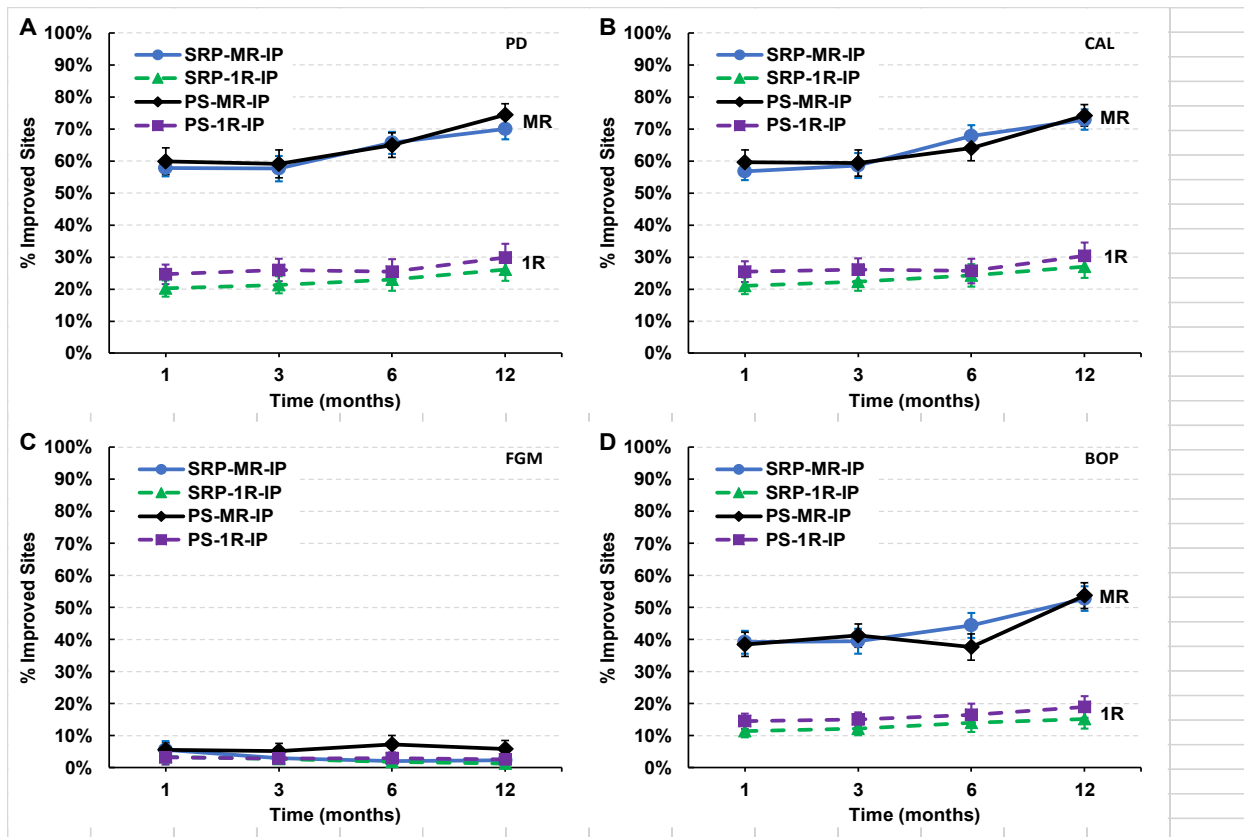 A
PD
100%
90%
80%
70%
60%
50%
40%
30%
20%
10%
0%
% Improved Sites
SRP-MR-IP
SRP-1R-IP
PS-MR-IP
PS-1R-IP
MR
1R
1
3
6
12
Time (months)
B
CAL
100%
90%
80%
70%
60%
50%
40%
30%
20%
10%
0%
% Improved Sites
SRP-MR-IP
SRP-1R-IP
PS-MR-IP
PS-1R-IP
MR
1R
1
3
6
12
Time (months)
C
FGM
100%
90%
80%
70%
60%
50%
40%
30%
20%
10%
0%
% Improved Sites
SRP-MR-IP
SRP-1R-IP
PS-MR-IP
PS-1R-IP
1
3
6
12
Time (months)
D
BOP
100%
90%
80%
70%
60%
50%
40%
30%
20%
10%
0%
% Improved Sites
SRP-MR-IP
SRP-1R-IP
PS-MR-IP
PS-1R-IP
MR
1R
1
3
6
12
Time (months)